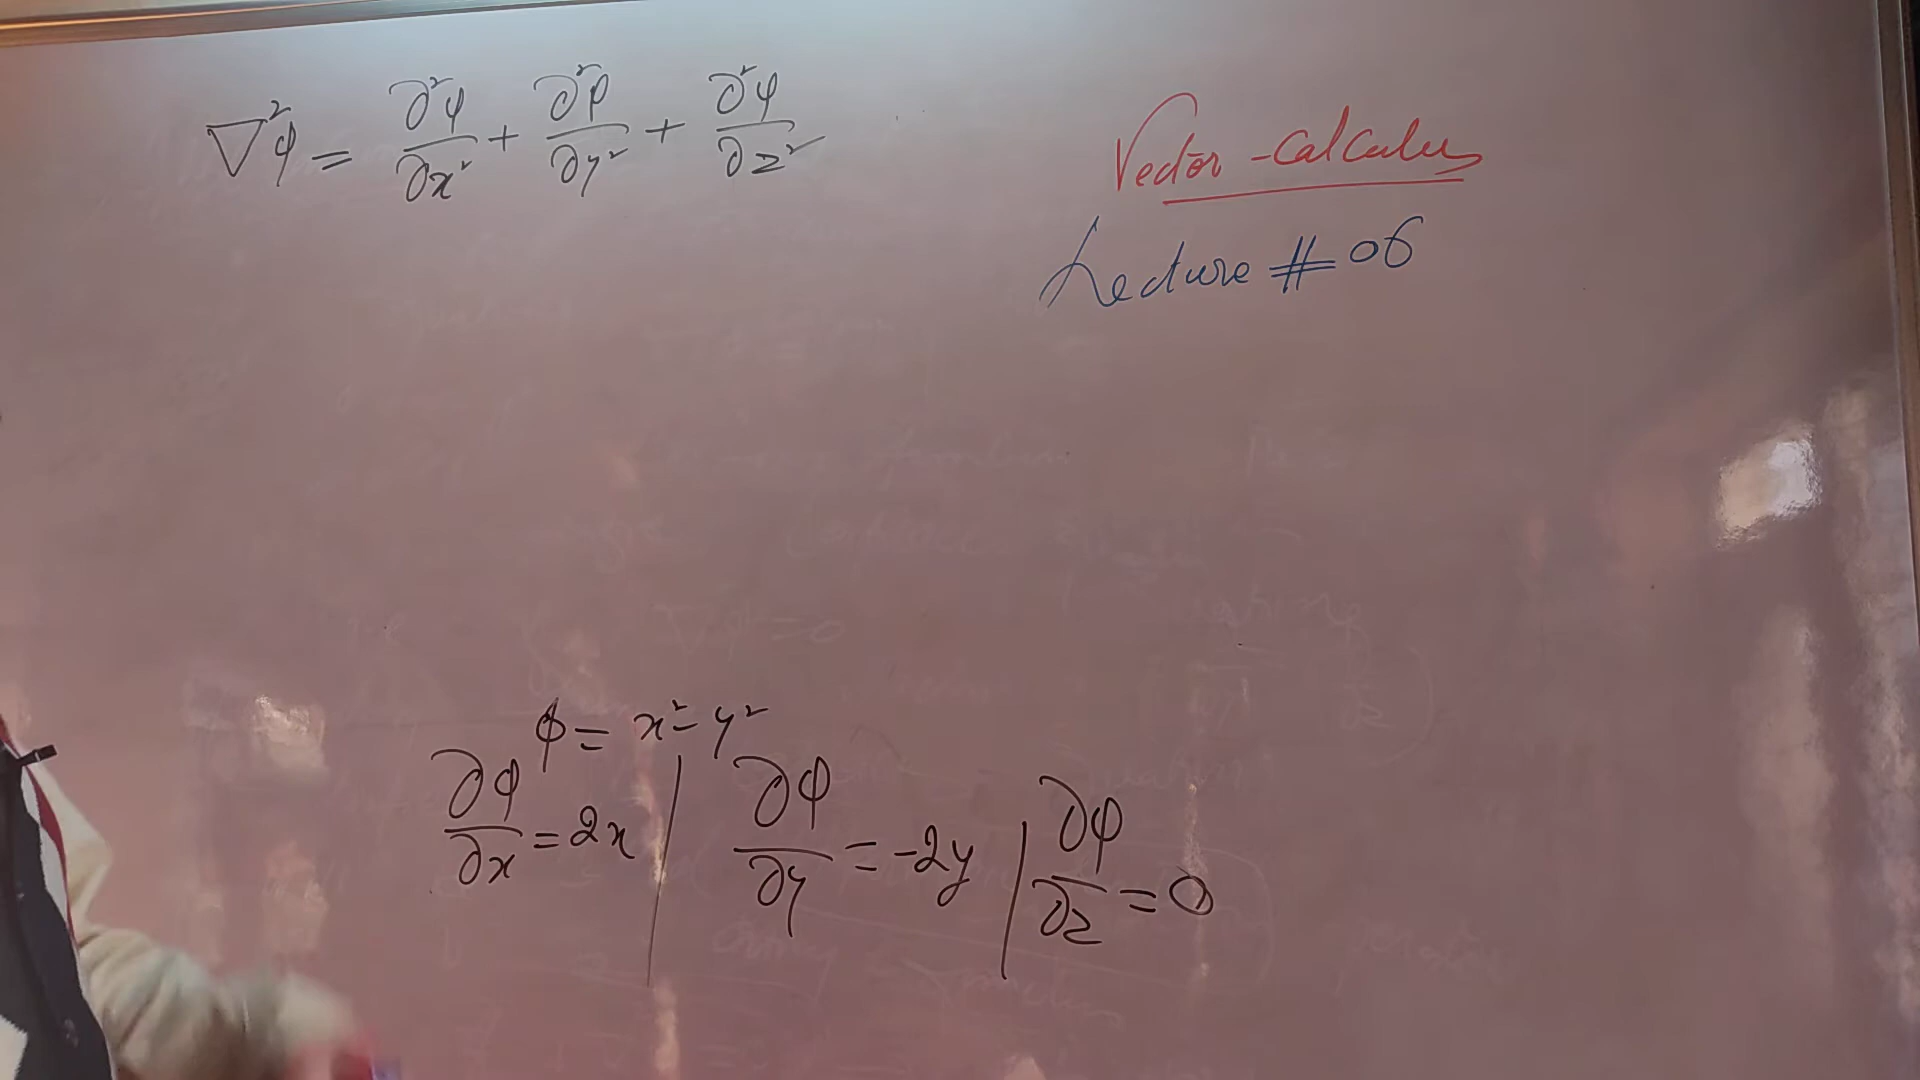 ∇²φ = ∂²φ/∂x² + ∂²φ/∂y² + ∂²φ/∂z²
Vector - Calculus
Lecture # 06
φ = x² - y²
∂φ/∂x = 2x | ∂φ/∂y = -2y | ∂φ/∂z = 0